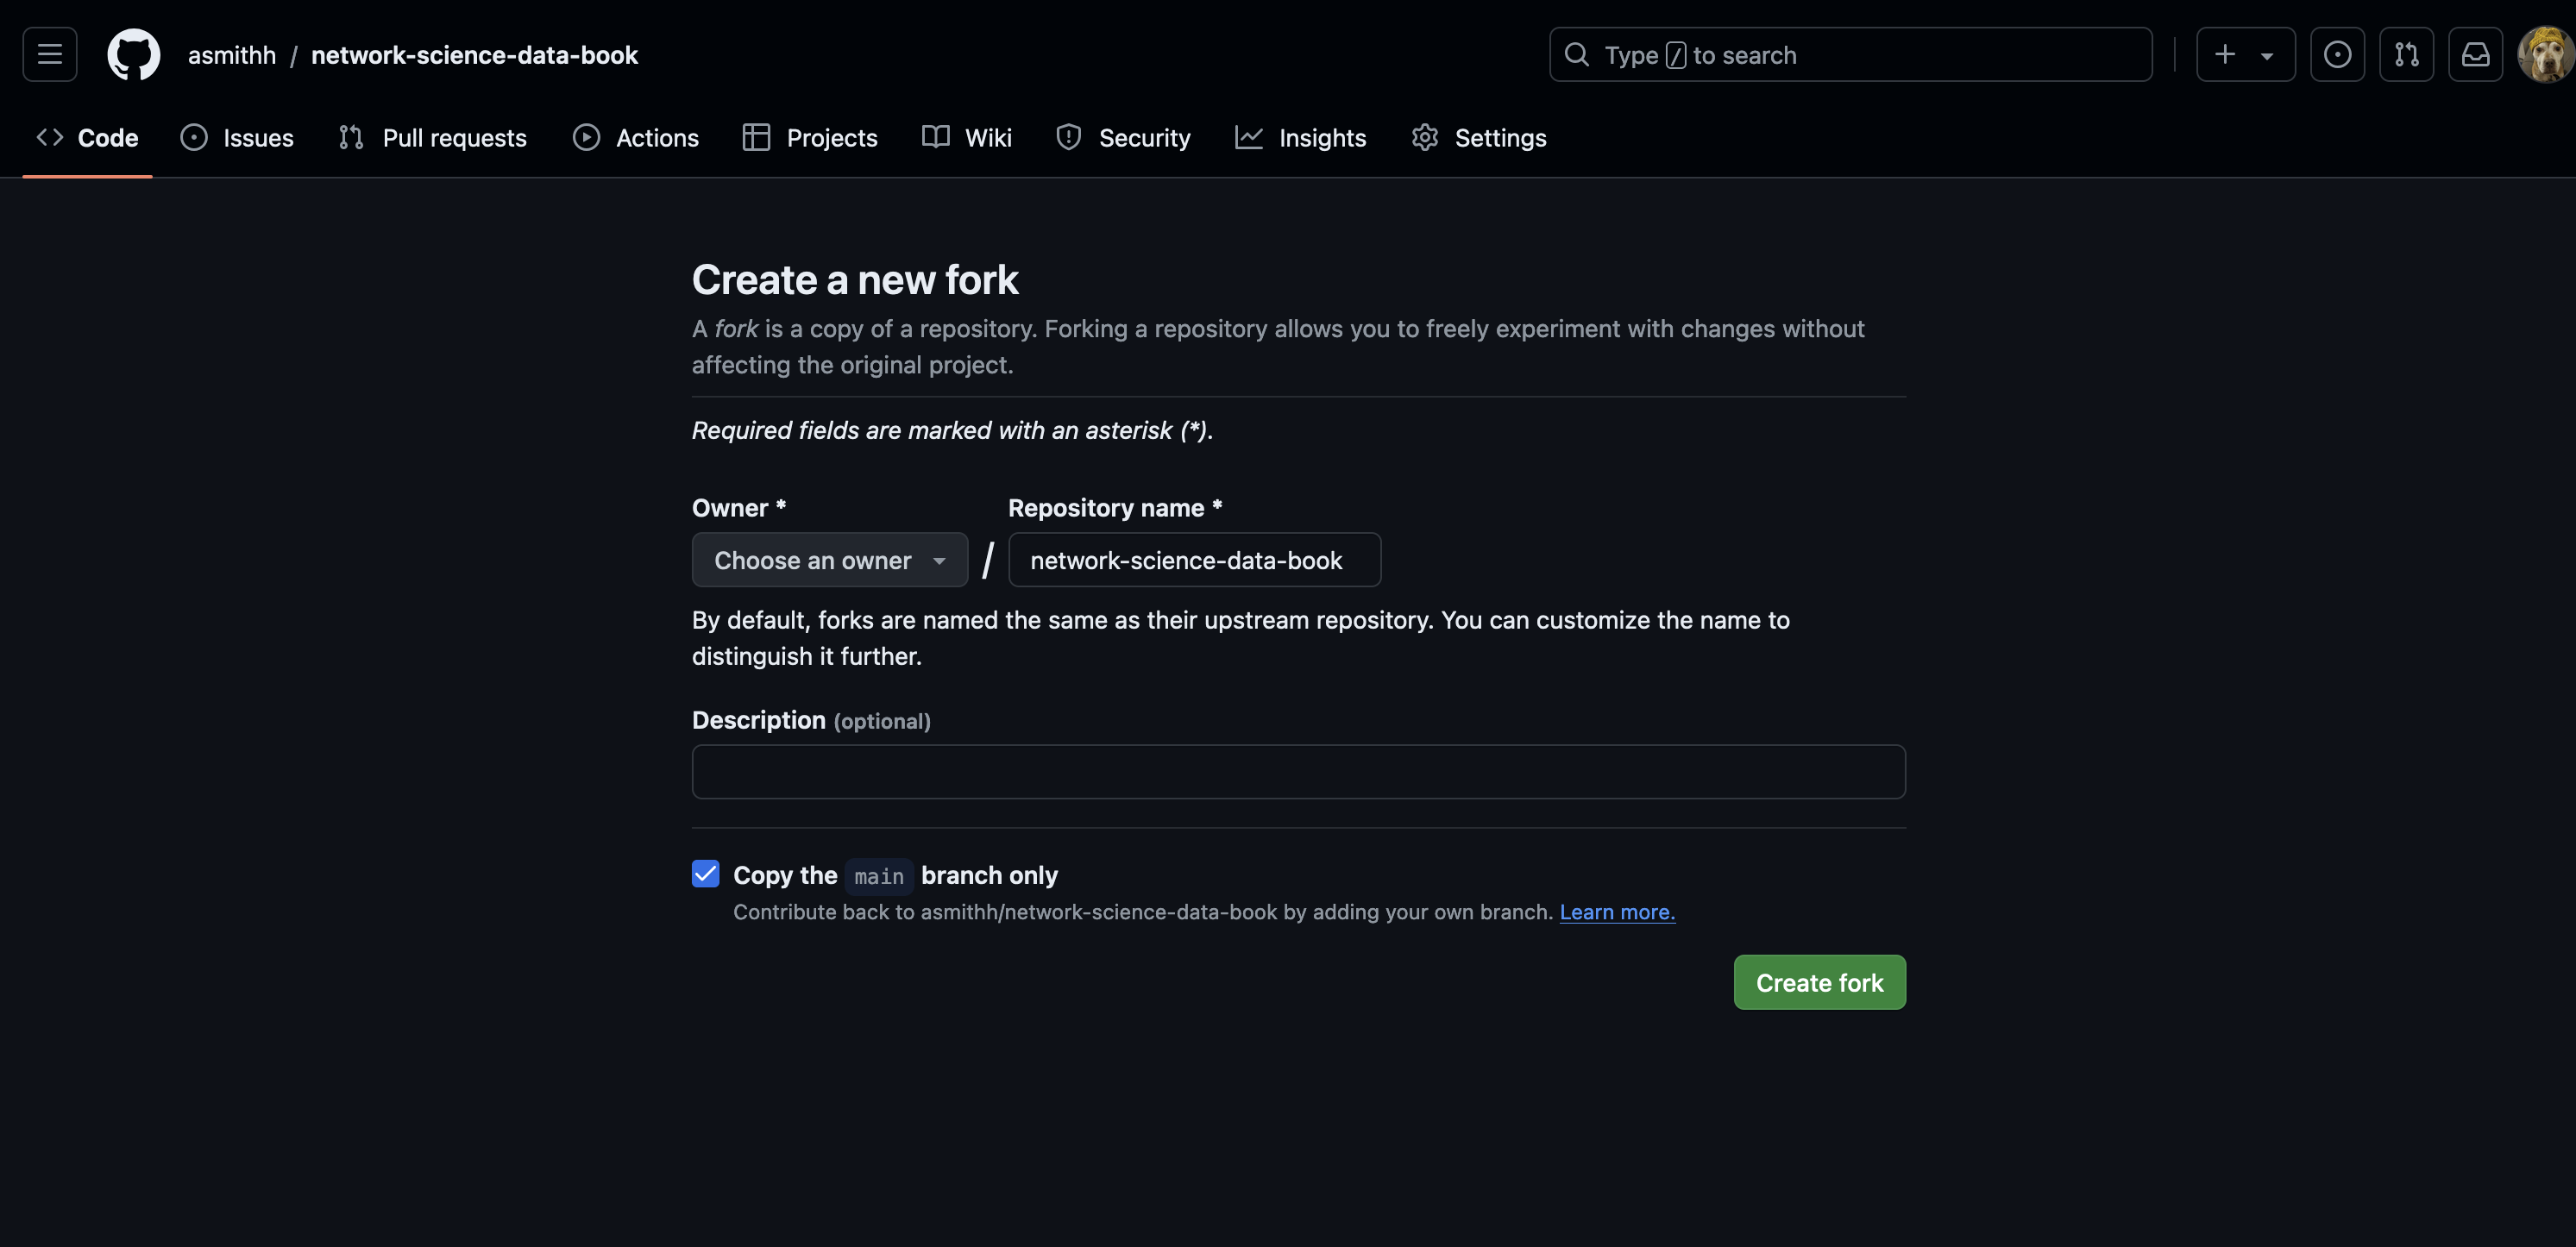 asmithh / network-science-data-book
Type / to search
Code Issues Pull requests Actions Projects Wiki Security Insights Settings
Create a new fork
A fork is a copy of a repository. Forking a repository allows you to freely experiment with changes without
affecting the original project.
Required fields are marked with an asterisk (*).
Owner * Repository name *
Choose an owner / network-science-data-book
By default, forks are named the same as their upstream repository. You can customize the name to
distinguish it further.
Description (optional)
Copy the main branch only
Contribute back to asmithh/network-science-data-book by adding your own branch. Learn more.
Create fork